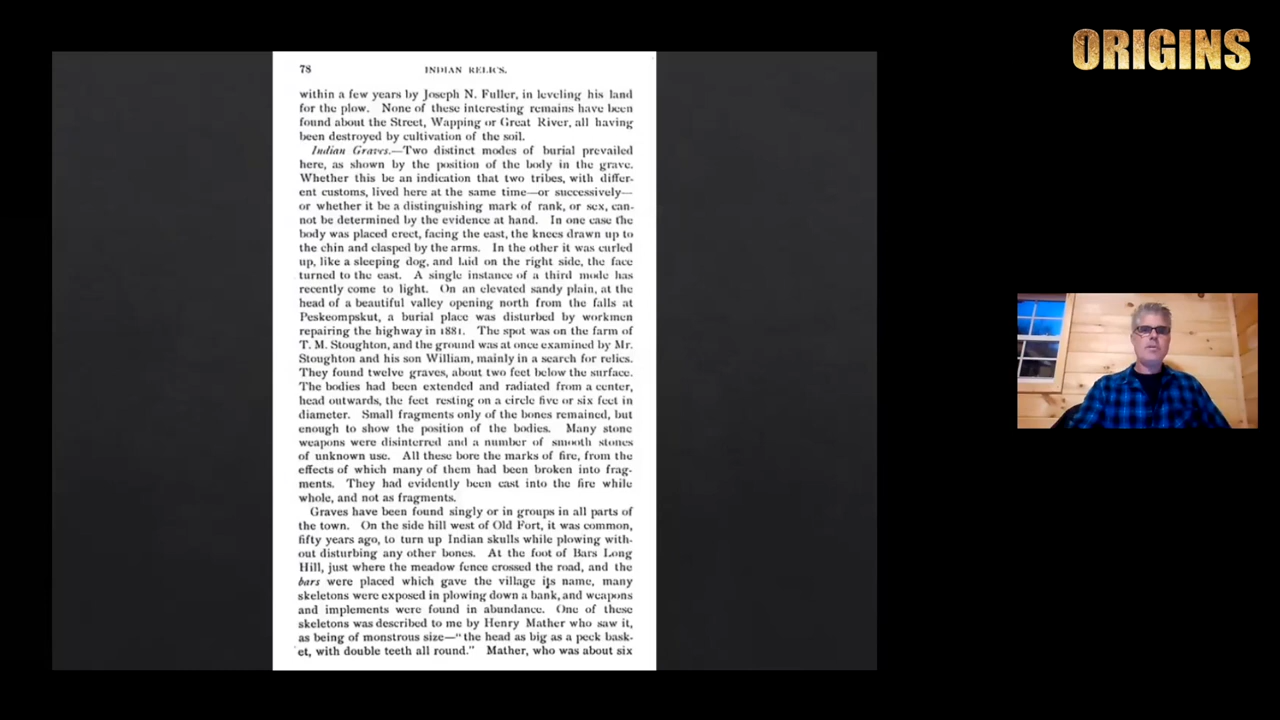 ORIGINS
78 INDIAN RELICS.
within a few years by Joseph N. Fuller, in leveling his land
for the plow. None of these interesting remains have been
found about the Street, Wapping or Great River, all having
been destroyed by cultivation of the soil.
Indian Graves.—Two distinct modes of burial prevailed
here, as shown by the position of the body in the grave.
Whether this be an indication that two tribes, with differ-
ent customs, lived here at the same time—or successively—
or whether it be a distinguishing mark of rank, or sex, can-
not be determined by the evidence at hand. In one case the
body was placed erect, facing the east, the knees drawn up to
the chin and clasped by the arms. In the other it was curled
up, like a sleeping dog, and laid on the right side, the face
turned to the east. A single instance of a third mode has
recently come to light. On an elevated sandy plain, at the
head of a beautiful valley opening north from the falls at
Peskeompskut, a burial place was disturbed by workmen
repairing the highway in 1881. The spot was on the farm of
T. M. Stoughton, and the ground was at once examined by Mr.
Stoughton and his son William, mainly in a search for relics.
They found twelve graves, about two feet below the surface.
The bodies had been extended and radiated from a center,
head outwards, the feet resting on a circle five or six feet in
diameter. Small fragments only of the bones remained, but
enough to show the position of the bodies. Many stone
weapons were disinterred and a number of smooth stones
of unknown use. All these bore the marks of fire, from the
effects of which many of them had been broken into frag-
ments. They had evidently been cast into the fire while
whole, and not as fragments.
Graves have been found singly or in groups in all parts of
the town. On the side hill west of Old Fort, it was common,
fifty years ago, to turn up Indian skulls while plowing with-
out disturbing any other bones. At the foot of Bars Long
Hill, just where the meadow fence crossed the road, and the
bars were placed which gave the village its name, many
skeletons were exposed in plowing down a bank, and weapons
and implements were found in abundance. One of these
skeletons was described to me by Henry Mather who saw it,
as being of monstrous size—"the head as big as a peck bask-
et, with double teeth all round." Mather, who was about six